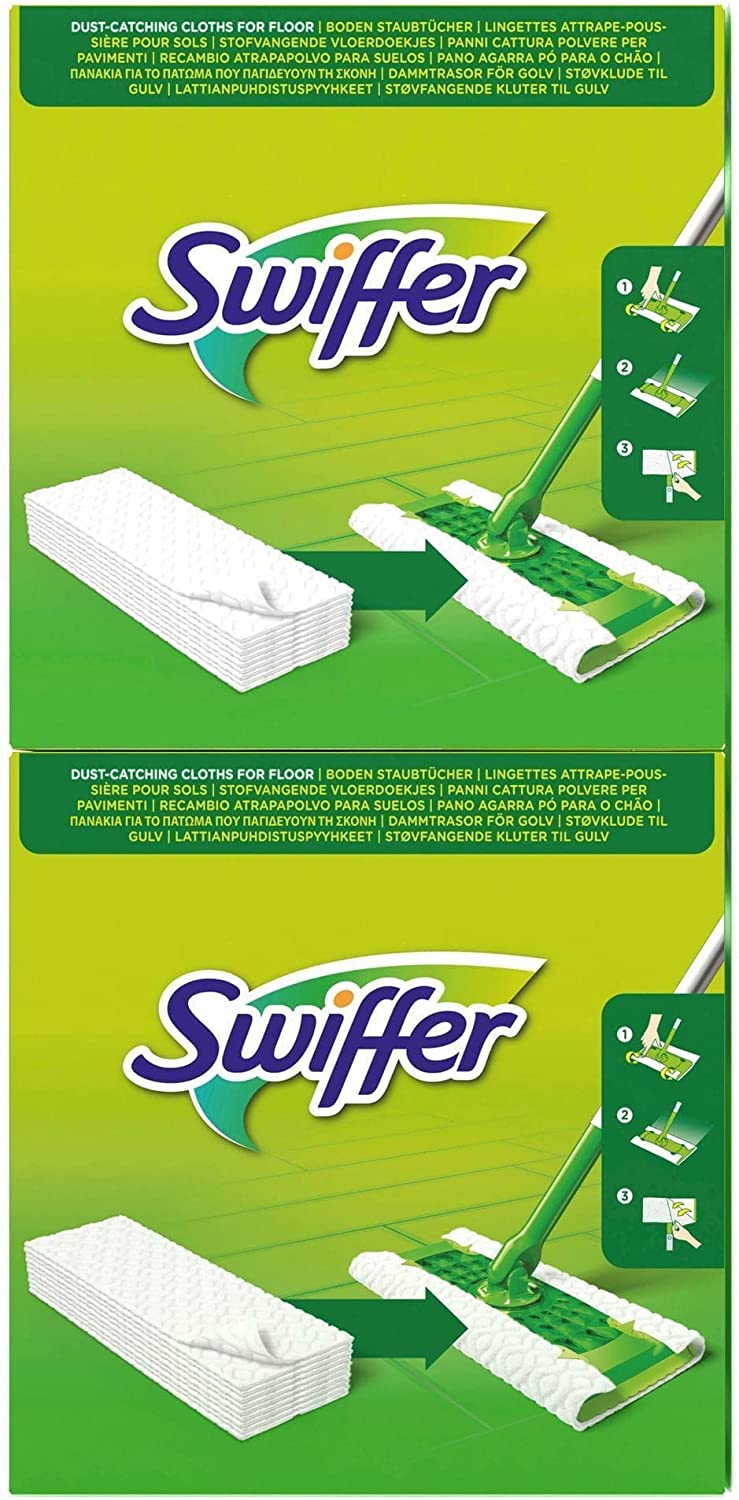 DUST-CATCHING CLOTHS FOR FLOOR | BODEN STAUBTÜCHER | LINGETTES ATTRAPE-POUS-
SIÈRE POUR SOLS | STOFVANGENDE VLOERDOEKJES | PANNI CATTURA POLVERE PER
PAVIMENTI | RECAMBIO ATRAPAPOLVO PARA SUELOS | PANO AGARRA PÓ PARA O CHÃO |
ΠΑΝΑΚΙΑ ΓΙΑ ΤΟ ΠΑΤΩΜΑ ΠΟΥ ΠΑΓΙΔΕΥΟΥΝ ΤΗ ΣΚΟΝΗ | DAMMTRASOR FÖR GOLV | STØVKLUDE TIL
GULV | LATTIANPUHDISTUSPYYHKEET | STØVFANGENDE KLUTER TIL GULV
Swiffer
1
2
3
DUST-CATCHING CLOTHS FOR FLOOR | BODEN STAUBTÜCHER | LINGETTES ATTRAPE-POUS-
SIÈRE POUR SOLS | STOFVANGENDE VLOERDOEKJES | PANNI CATTURA POLVERE PER
PAVIMENTI | RECAMBIO ATRAPAPOLVO PARA SUELOS | PANO AGARRA PÓ PARA O CHÃO |
ΠΑΝΑΚΙΑ ΓΙΑ ΤΟ ΠΑΤΩΜΑ ΠΟΥ ΠΑΓΙΔΕΥΟΥΝ ΤΗ ΣΚΟΝΗ | DAMMTRASOR FÖR GOLV | STØVKLUDE TIL
GULV | LATTIANPUHDISTUSPYYHKEET | STØVFANGENDE KLUTER TIL GULV
Swiffer
1
2
3